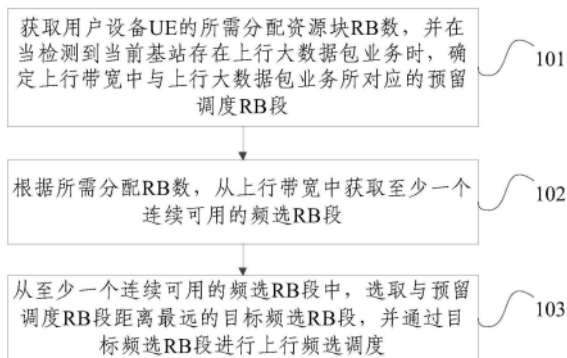 获取用户设备UE的所需分配资源块RB数，并在
当检测到当前基站存在上行大数据包业务时，确
定上行带宽中与上行大数据包业务所对应的预留
调度RB段
101
根据所需分配RB数，从上行带宽中获取至少一个
连续可用的频选RB段
102
从至少一个连续可用的频选RB段中，选取与预留
调度RB段距离最远的目标频选RB段，并通过目
标频选RB段进行上行频选调度
103